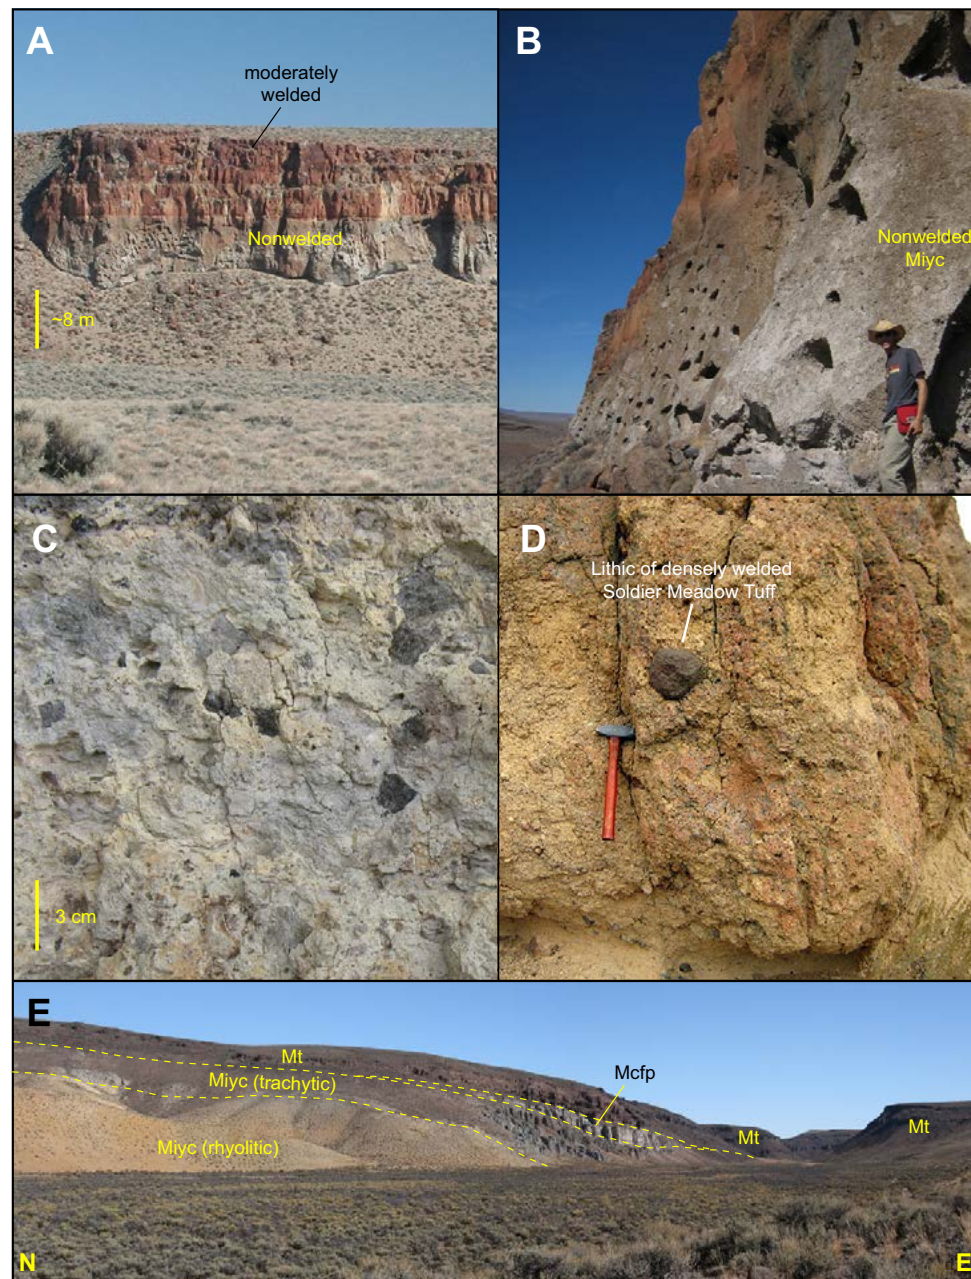 A
moderately
welded
Nonwelded
~8 m
B
Nonwelded
Miyc
C
3 cm
D
Lithic of densely welded
Soldier Meadow Tuff
E
Mt
Miyc (trachytic)
Mcfp
Miyc (rhyolitic)
Mt
Mt
N
E